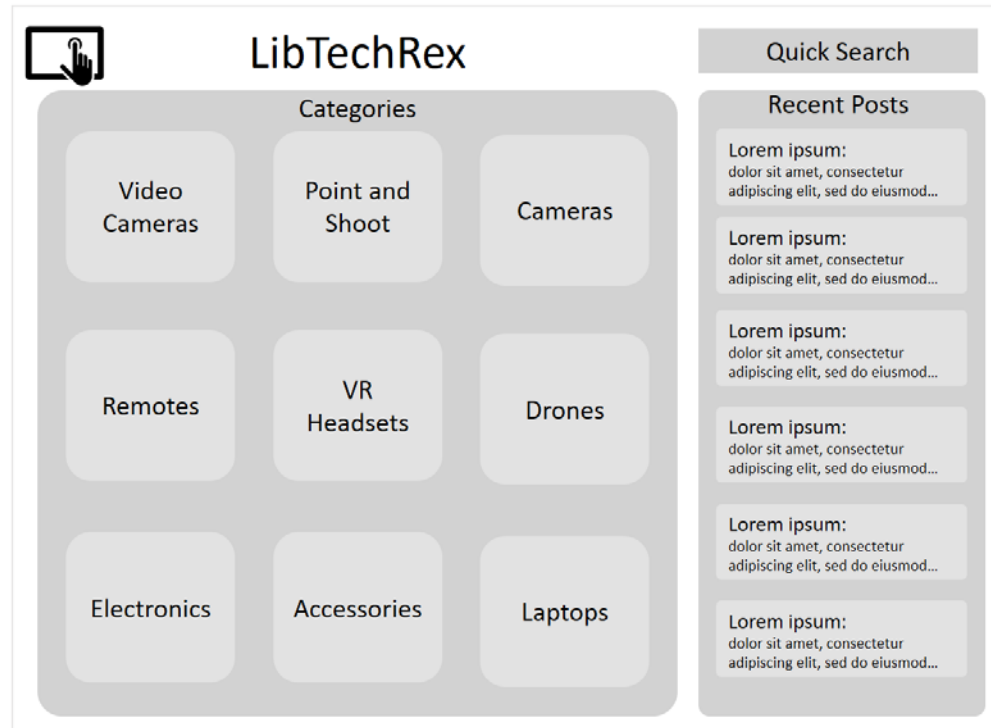 LibTechRex
Quick Search
Categories
Video
Cameras
Point and
Shoot
Cameras
Remotes
VR
Headsets
Drones
Electronics
Accessories
Laptops
Recent Posts
Lorem ipsum:
dolor sit amet, consectetur
adipiscing elit, sed do eiusmod...
Lorem ipsum:
dolor sit amet, consectetur
adipiscing elit, sed do eiusmod...
Lorem ipsum:
dolor sit amet, consectetur
adipiscing elit, sed do eiusmod...
Lorem ipsum:
dolor sit amet, consectetur
adipiscing elit, sed do eiusmod...
Lorem ipsum:
dolor sit amet, consectetur
adipiscing elit, sed do eiusmod...
Lorem ipsum:
dolor sit amet, consectetur
adipiscing elit, sed do eiusmod...